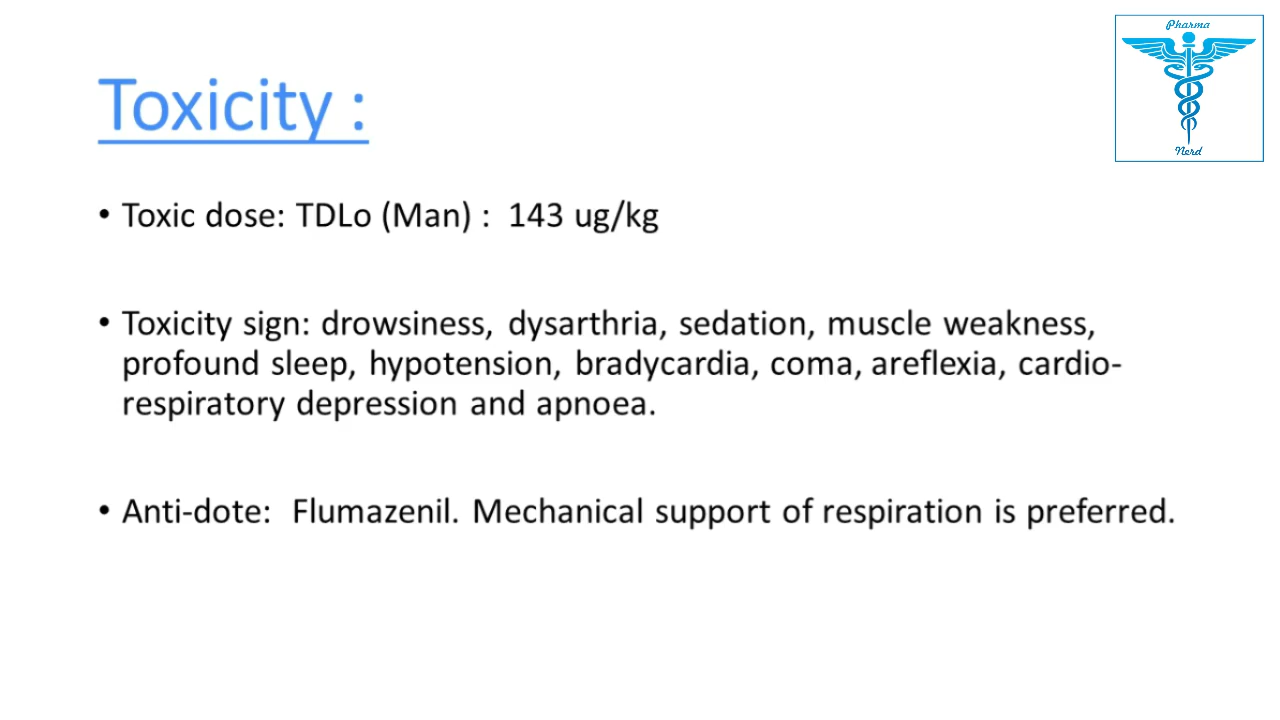 Pharma
Nerd
Toxicity :
• Toxic dose: TDLo (Man) : 143 ug/kg
• Toxicity sign: drowsiness, dysarthria, sedation, muscle weakness,
profound sleep, hypotension, bradycardia, coma, areflexia, cardio-
respiratory depression and apnoea.
• Anti-dote: Flumazenil. Mechanical support of respiration is preferred.